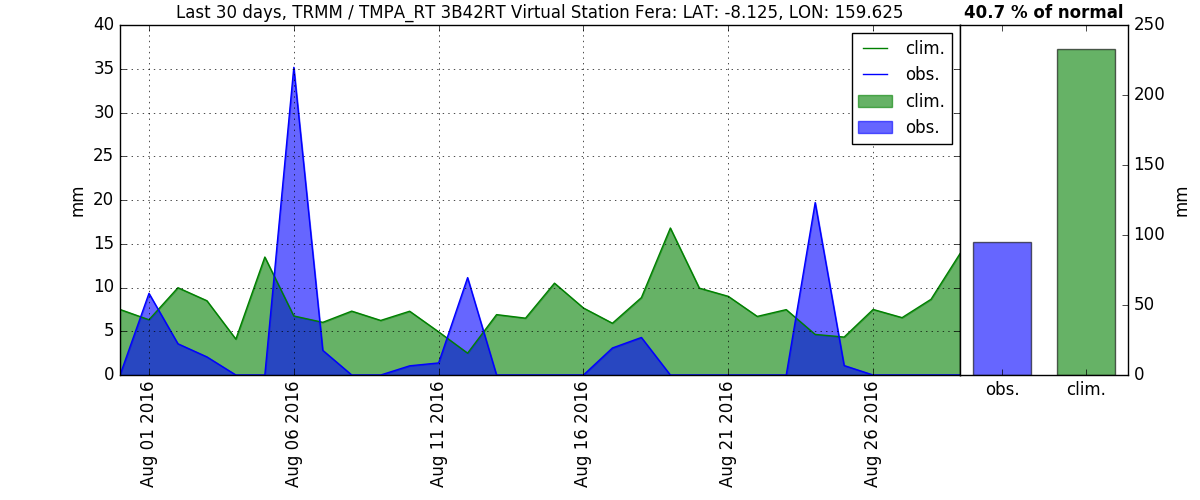 Last 30 days, TRMM / TMPA_RT 3B42RT Virtual Station Fera: LAT: -8.125, LON: 159.625
40.7 % of normal
40
35
30
25
20
15
10
5
0
mm
clim.
obs.
clim.
obs.
250
200
150
100
50
0
mm
obs.
clim.
Aug 01 2016
Aug 06 2016
Aug 11 2016
Aug 16 2016
Aug 21 2016
Aug 26 2016